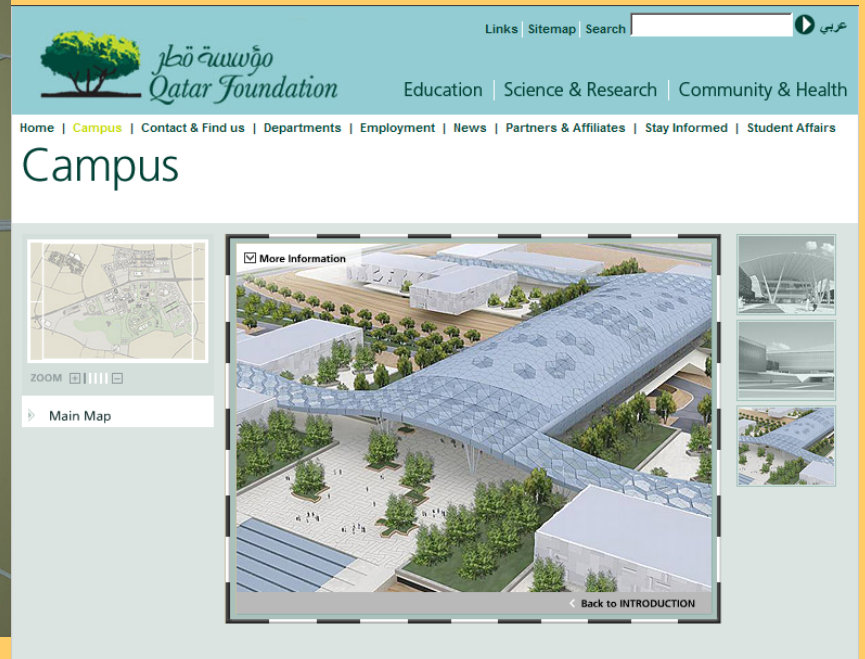 Links | Sitemap | Search عربي
مؤسسة قطر
Qatar Foundation
Education | Science & Research | Community & Health
Home | Campus | Contact & Find us | Departments | Employment | News | Partners & Affiliates | Stay Informed | Student Affairs
Campus
More Information
ZOOM
Main Map
Back to INTRODUCTION